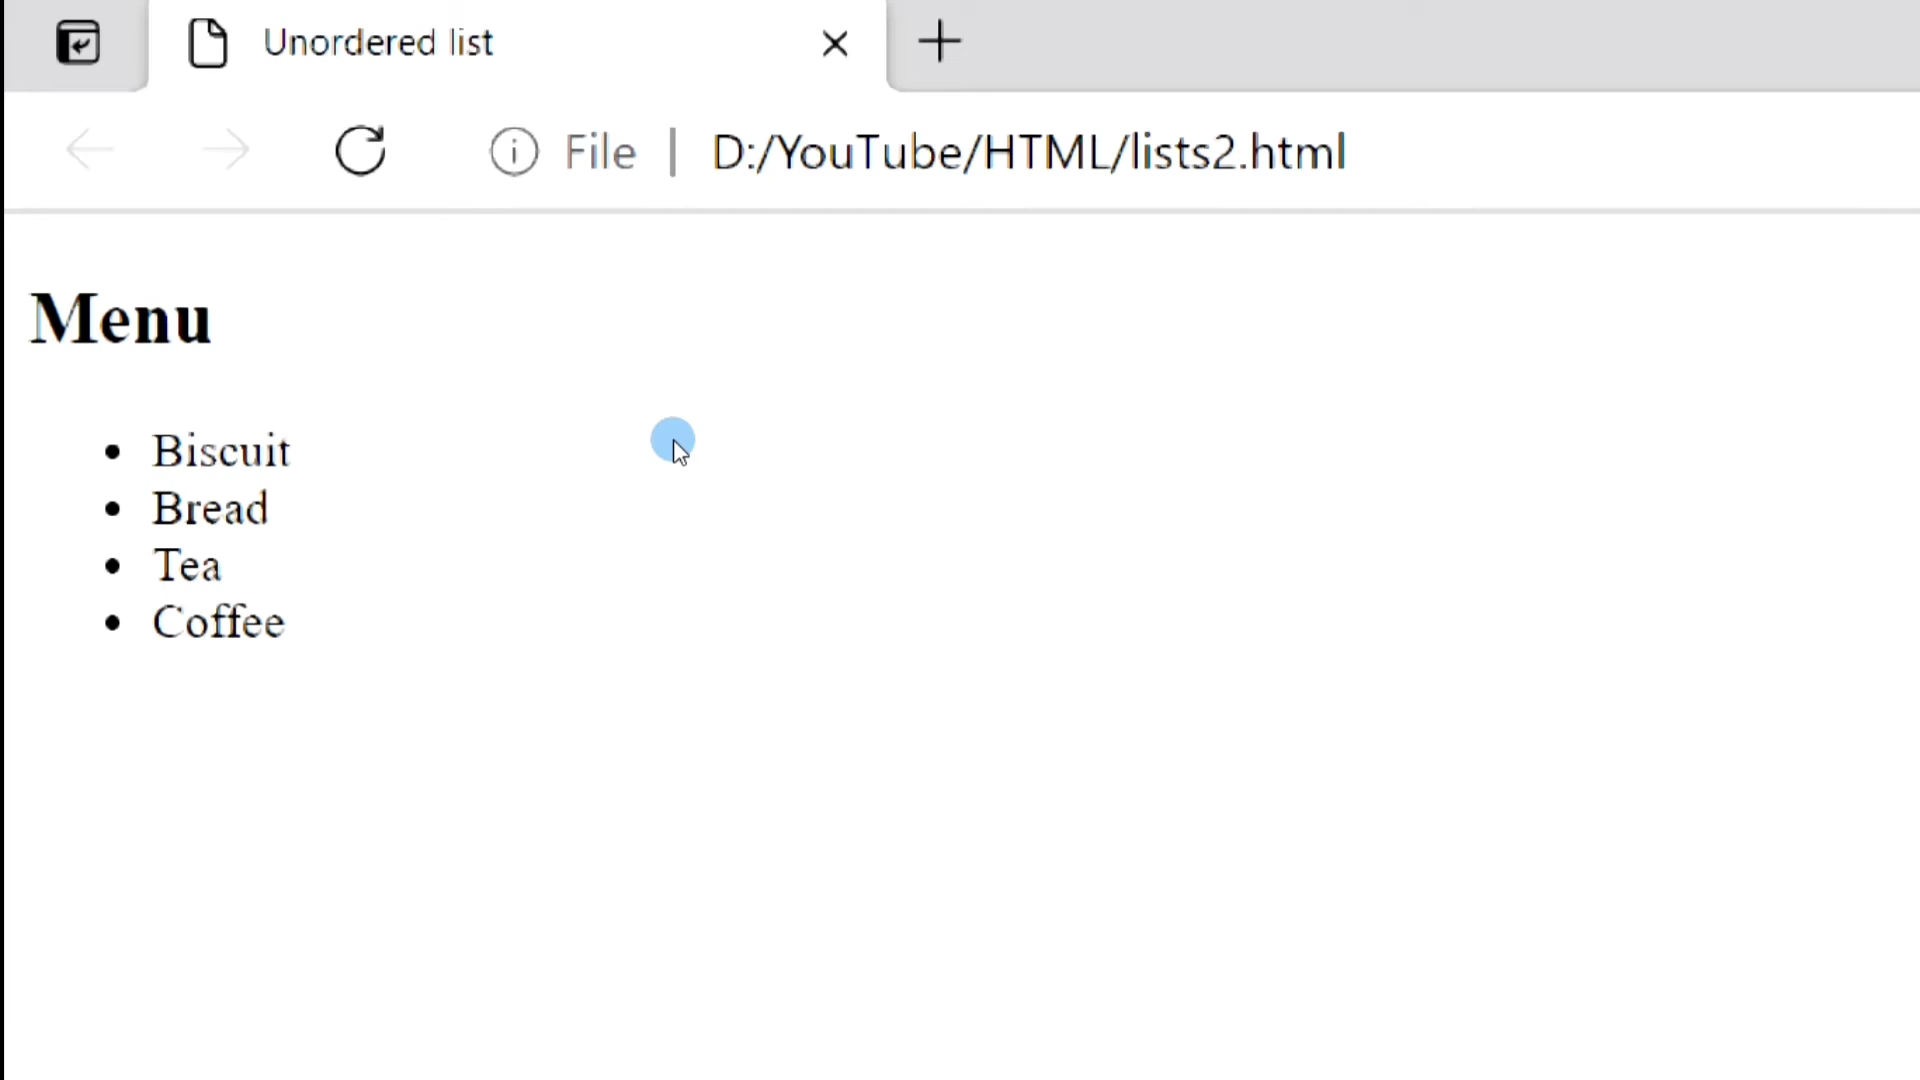 Unordered list
File | D:/YouTube/HTML/lists2.html
Menu
• Biscuit
• Bread
• Tea
• Coffee